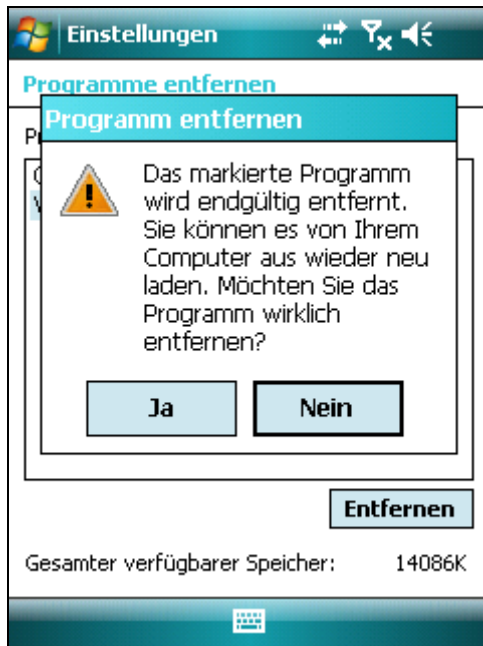 Einstellungen
Programme entfernen
Programm entfernen
Das markierte Programm
wird endgültig entfernt.
Sie können es von Ihrem
Computer aus wieder neu
laden. Möchten Sie das
Programm wirklich
entfernen?
Ja
Nein
Entfernen
Gesamter verfügbarer Speicher: 14086K